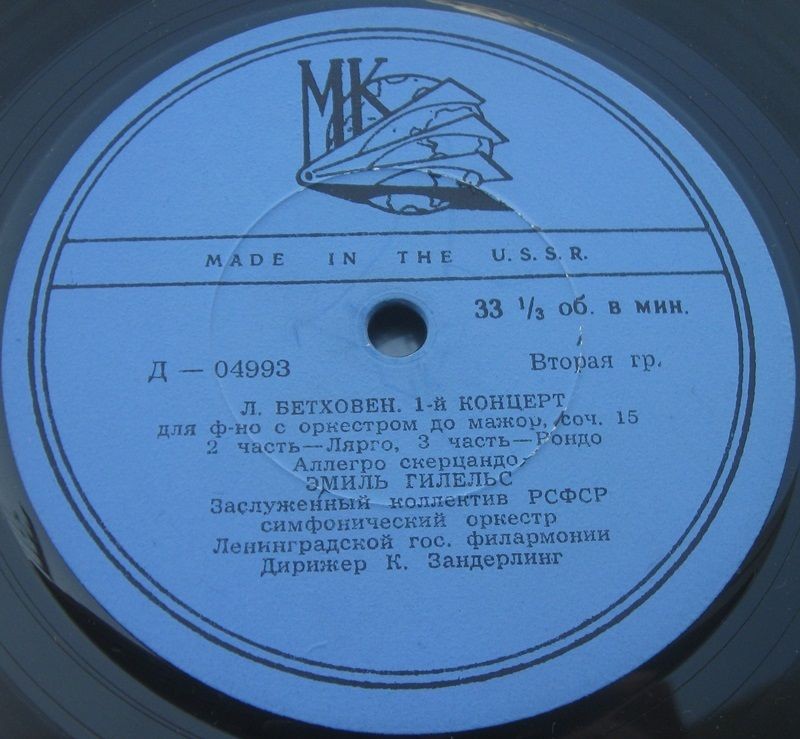 МК
MADE IN THE U.S.S.R.
33 ⅓ об. в мин.
Д — 04993
Вторая гр.
Л. БЕТХОВЕН. 1-й КОНЦЕРТ
для ф-но с оркестром до мажор, соч. 15
2 часть—Лярго, 3 часть—Рондо
Аллегро скерцандо
ЭМИЛЬ ГИЛЕЛЬС
Заслуженный коллектив РСФСР
симфонический оркестр
Ленинградской гос. филармонии
Дирижер К. Зандерлинг